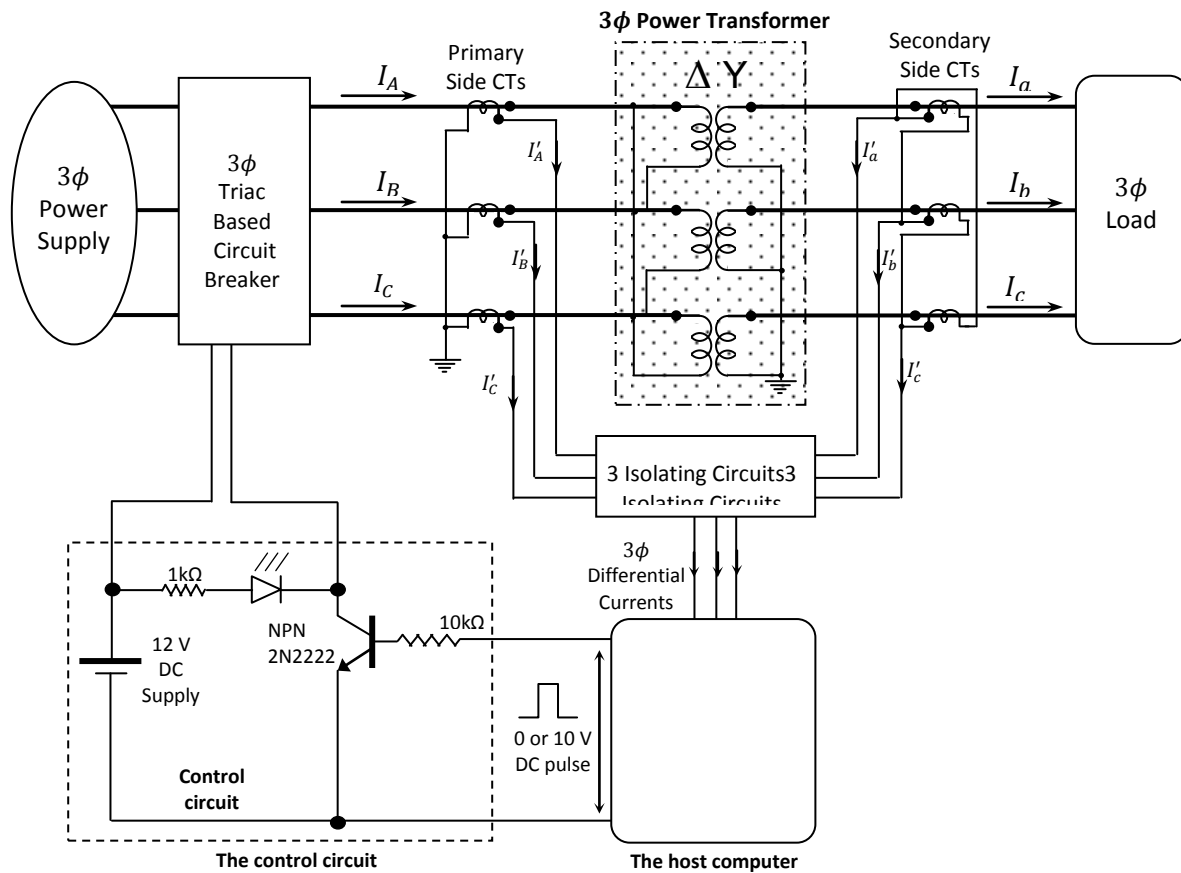 3ϕ Power Transformer
Primary
Side CTs
Secondary
Side CTs
Δ Y
I_A
I_a
I_B
I_b
I_C
I_c
I'_A
I'_a
I'_B
I'_b
I'_C
I'_c
3ϕ
Power
Supply
3ϕ
Triac
Based
Circuit
Breaker
3ϕ
Load
3 Isolating Circuits3
Isolating Circuits
3ϕ
Differential
Currents
1kΩ
10kΩ
NPN
2N2222
12 V
DC
Supply
0 or 10 V
DC pulse
Control
circuit
The control circuit
The host computer